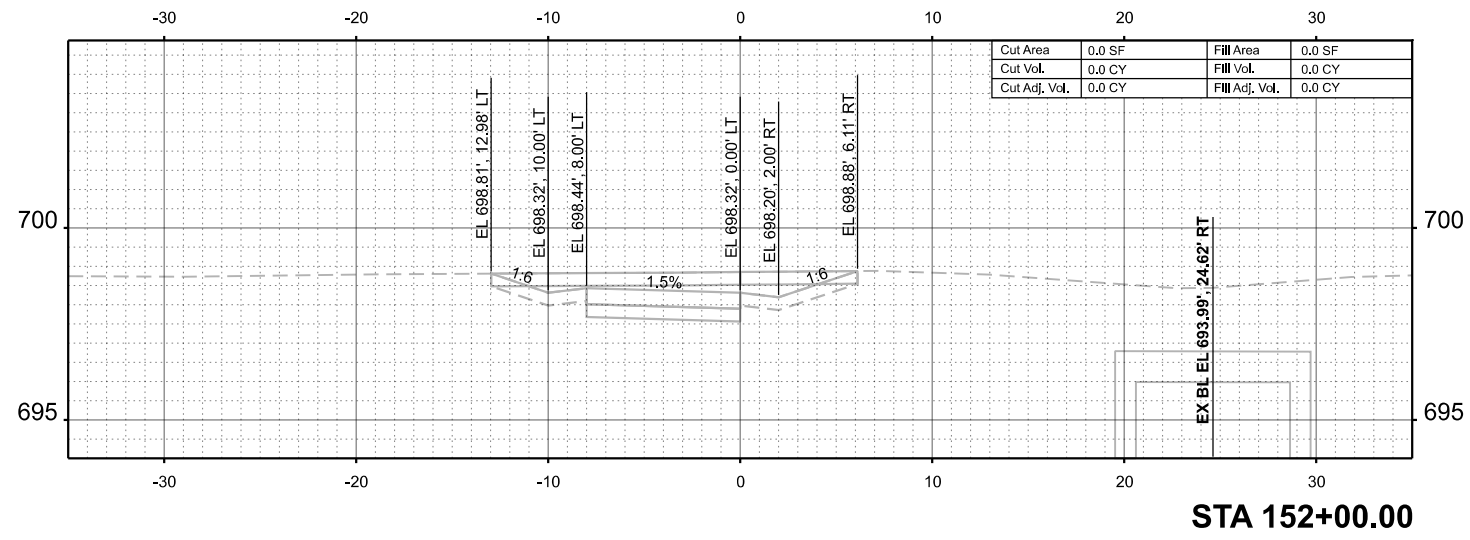 -30 -20 -10 0 10 20 30
Cut Area 0.0 SF Fill Area 0.0 SF
Cut Vol. 0.0 CY Fill Vol. 0.0 CY
Cut Adj. Vol. 0.0 CY Fill Adj. Vol. 0.0 CY
EL 698.81', 12.98' LT
EL 698.32', 10.00' LT
EL 698.44', 8.00' LT
EL 698.32', 0.00' LT
EL 698.20', 2.00' RT
EL 698.88', 6.11' RT
EX BL EL 693.99', 24.62' RT
700 700
1:6 1.5% 1:6
695 695
-30 -20 -10 0 10 20 30
STA 152+00.00